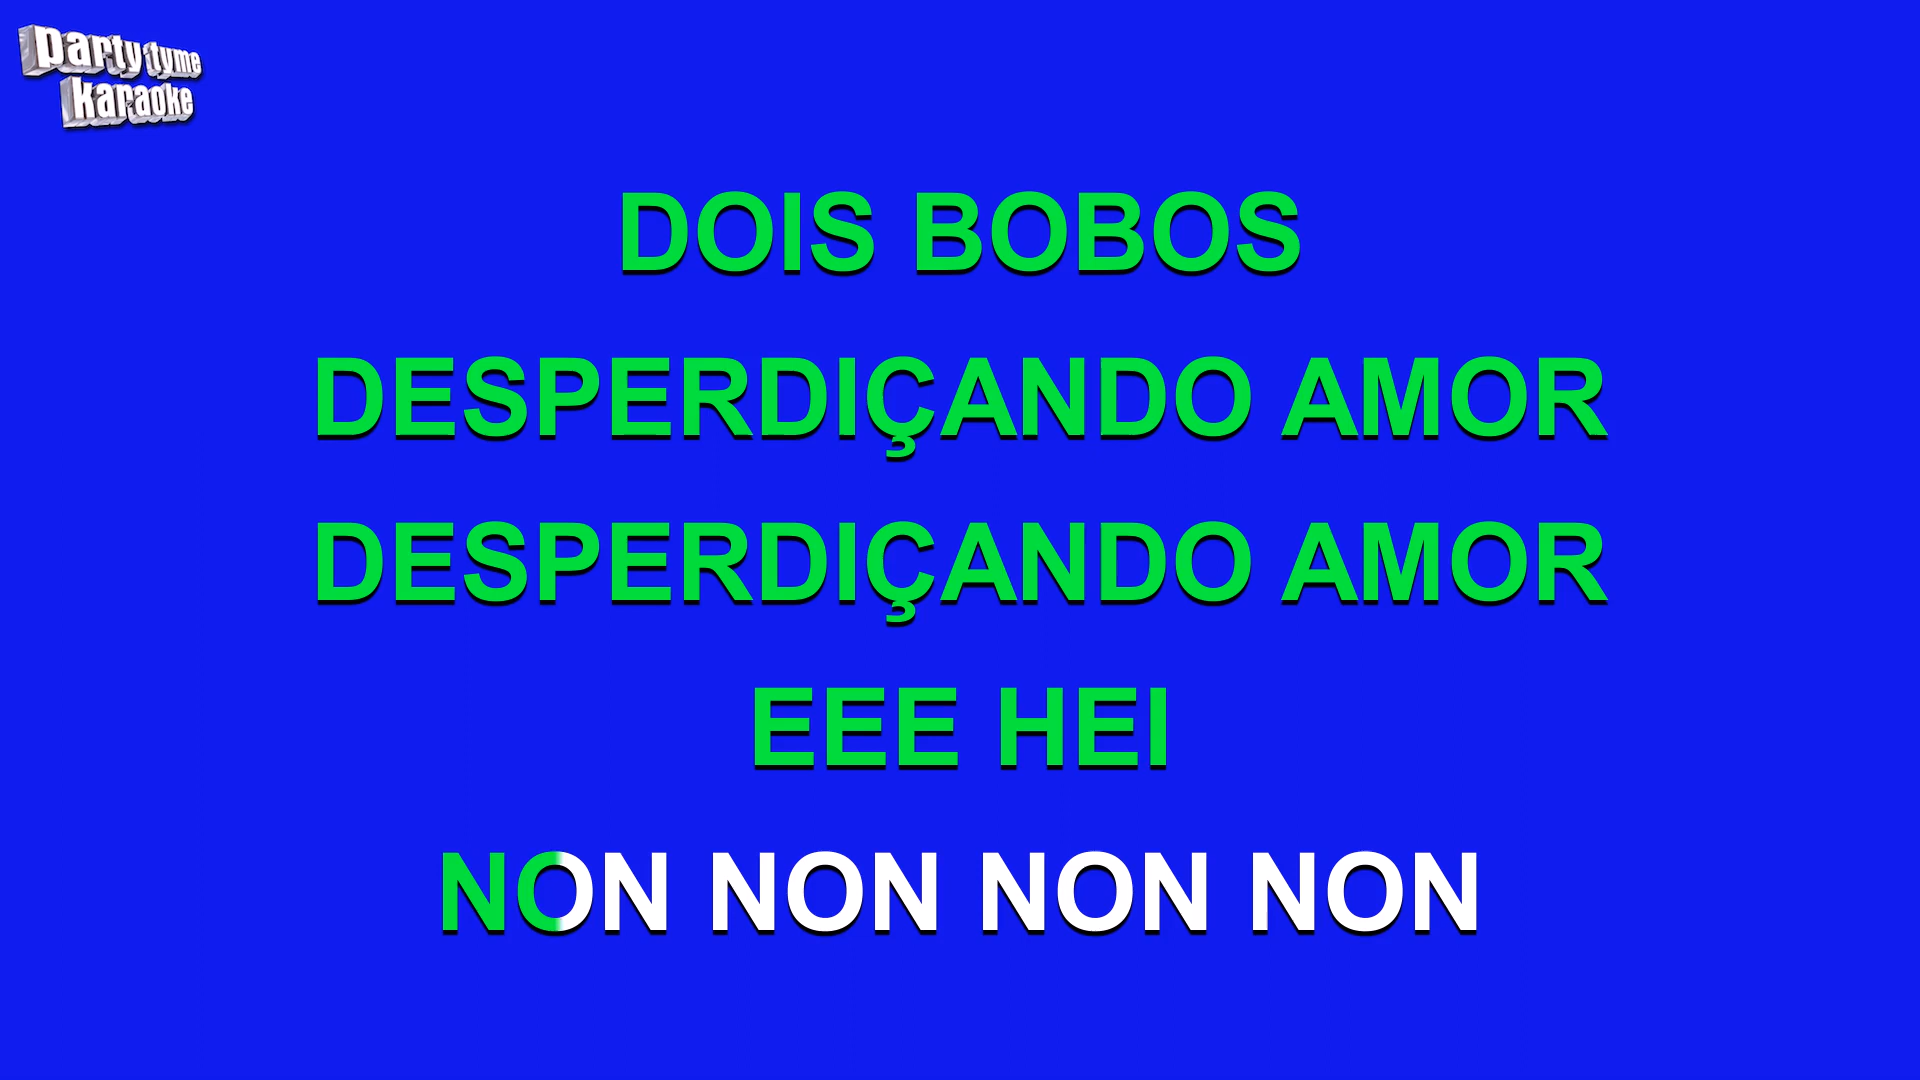 party tyme
karaoke
DOIS BOBOS
DESPERDIÇANDO AMOR
DESPERDIÇANDO AMOR
EEE HEI
NON NON NON NON